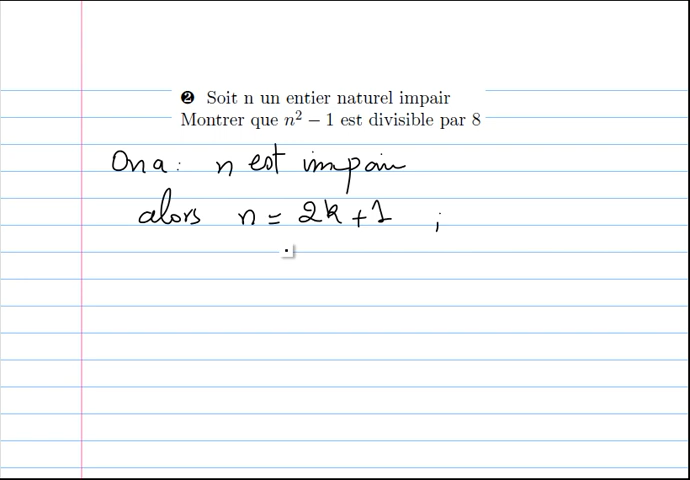 ❷ Soit n un entier naturel impair
Montrer que n² − 1 est divisible par 8
On a : n est impair
alors n = 2k + 1 ;